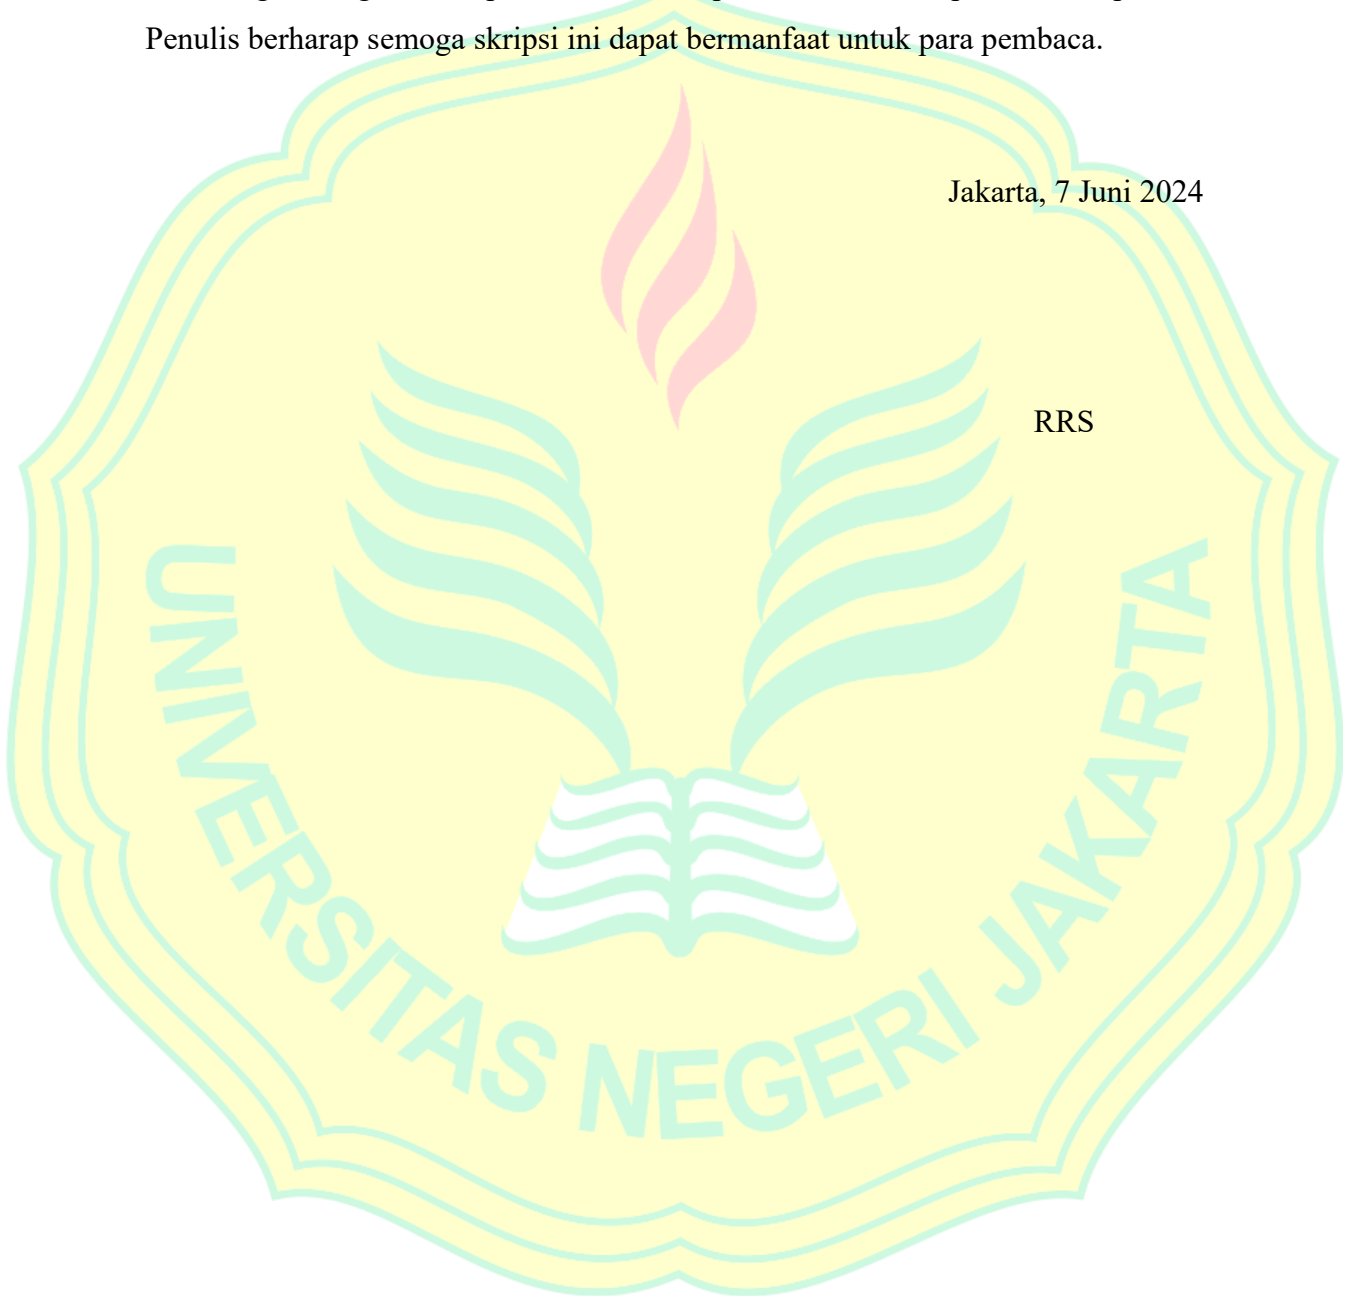 Penulis berharap semoga skripsi ini dapat bermanfaat untuk para pembaca.
Jakarta, 7 Juni 2024
RRS
UNIVERSITAS NEGERI JAKARTA